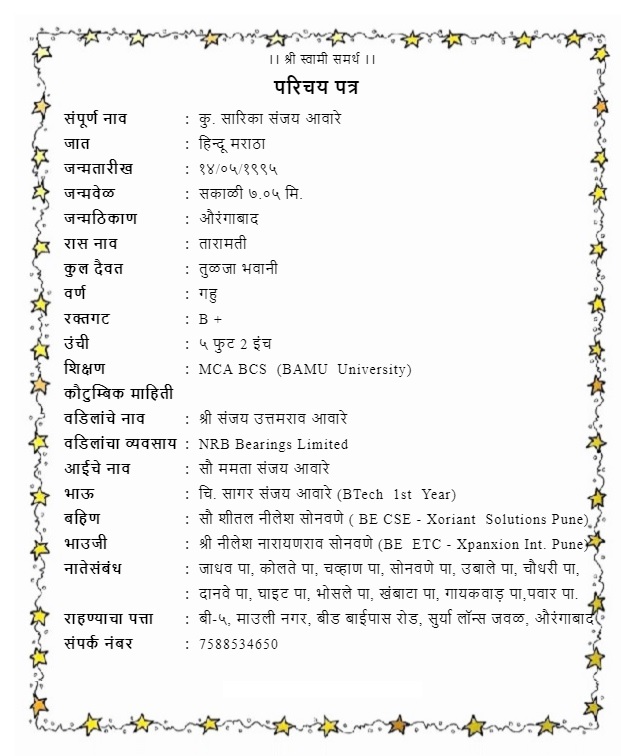 ।। श्री स्वामी समर्थ ।।
परिचय पत्र
संपूर्ण नाव : कु. सारिका संजय आवारे
जात : हिन्दू मराठा
जन्मतारीख : १४/०५/१९९५
जन्मवेळ : सकाळी ७.०५ मि.
जन्मठिकाण : औरंगाबाद
रास नाव : तारामती
कुल दैवत : तुळजा भवानी
वर्ण : गहु
रक्तगट : B +
उंची : ५ फुट 2 इंच
शिक्षण : MCA BCS (BAMU University)
कौटुम्बिक माहिती
वडिलांचे नाव : श्री संजय उत्तमराव आवारे
वडिलांचा व्यवसाय : NRB Bearings Limited
आईचे नाव : सौ ममता संजय आवारे
भाऊ : चि. सागर संजय आवारे (BTech 1st Year)
बहिण : सौ शीतल नीलेश सोनवणे ( BE CSE - Xoriant Solutions Pune)
भाउजी : श्री नीलेश नारायणराव सोनवणे (BE ETC - Xpanxion Int. Pune)
नातेसंबंध : जाधव पा, कोलते पा, चव्हाण पा, सोनवणे पा, उबाले पा, चौधरी पा,
: दानवे पा, घाइट पा, भोसले पा, खंबाटा पा, गायकवाड़ पा,पवार पा.
राहण्याचा पत्ता : बी-५, माउली नगर, बीड बाईपास रोड, सुर्या लॉन्स जवळ, औरंगाबाद
संपर्क नंबर : 7588534650